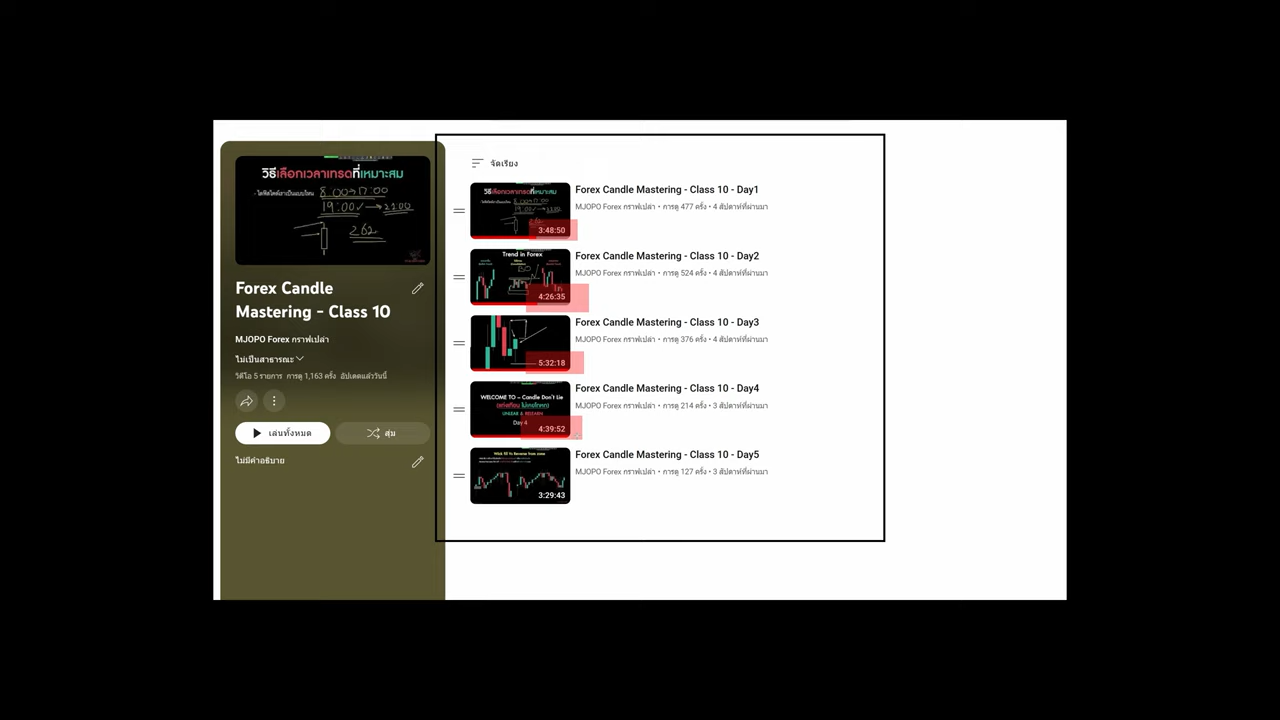 วิธีเลือกเวลาเทรดที่เหมาะสม
8.00→17:00
19:00
→21.00
262
Forex Candle
Mastering - Class 10
MJOPO Forex กราฟเปล่า
ไม่เป็นสาธารณะ
วิดีโอ 5 รายการ การดู 1,163 ครั้ง อัปเดตแล้ววันนี้
เล่นทั้งหมด
สุ่ม
ไม่มีคำอธิบาย
จัดเรียง
วิธีเลือกเวลาเทรดที่เหมาะสม
3:48:50
Forex Candle Mastering - Class 10 - Day1
MJOPO Forex กราฟเปล่า • การดู 477 ครั้ง • 4 สัปดาห์ที่ผ่านมา
Trend in Forex
4:26:35
Forex Candle Mastering - Class 10 - Day2
MJOPO Forex กราฟเปล่า • การดู 524 ครั้ง • 4 สัปดาห์ที่ผ่านมา
5:32:18
Forex Candle Mastering - Class 10 - Day3
MJOPO Forex กราฟเปล่า • การดู 376 ครั้ง • 4 สัปดาห์ที่ผ่านมา
WELCOME TO – Candle Don't Lie
UNLEAR & RELEARN
Day 4
4:39:52
Forex Candle Mastering - Class 10 - Day4
MJOPO Forex กราฟเปล่า • การดู 214 ครั้ง • 3 สัปดาห์ที่ผ่านมา
3:29:43
Forex Candle Mastering - Class 10 - Day5
MJOPO Forex กราฟเปล่า • การดู 127 ครั้ง • 3 สัปดาห์ที่ผ่านมา